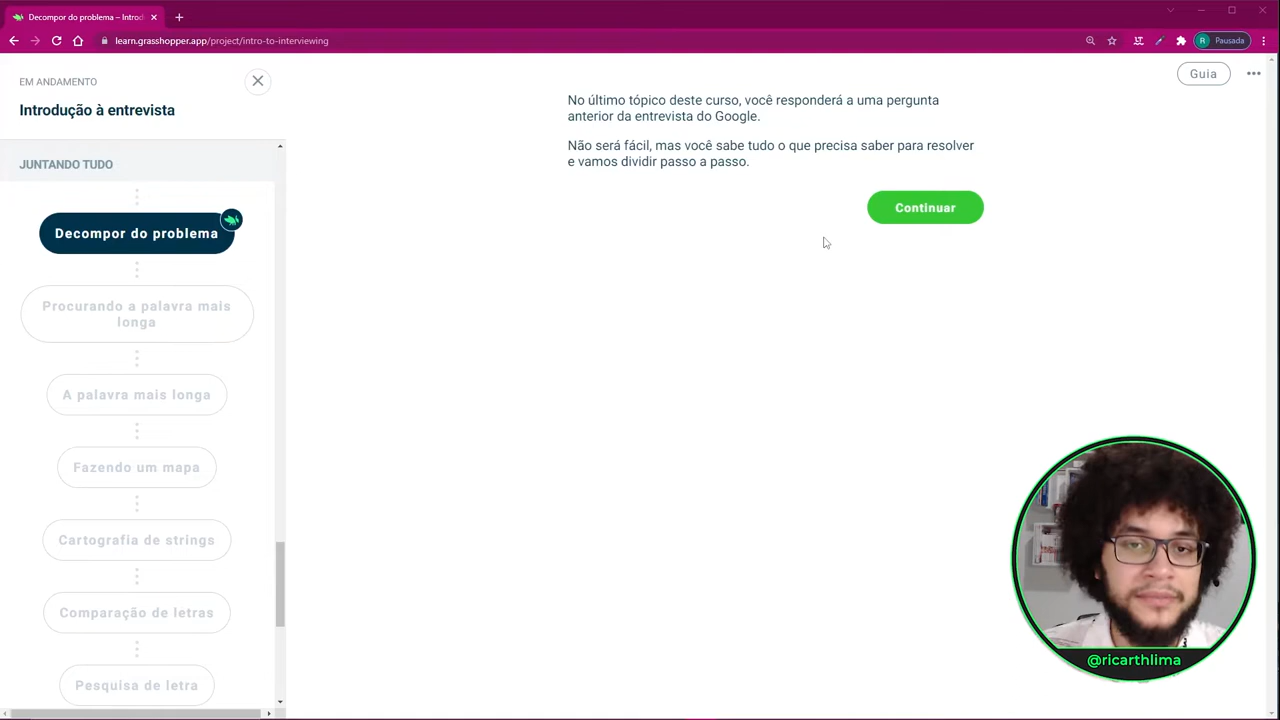 Decompor do problema – Introd
learn.grasshopper.app/project/intro-to-interviewing
R
Pausada
EM ANDAMENTO
Introdução à entrevista
Guia
JUNTANDO TUDO
Decompor do problema
Procurando a palavra mais
longa
A palavra mais longa
Fazendo um mapa
Cartografia de strings
Comparação de letras
Pesquisa de letra
No último tópico deste curso, você responderá a uma pergunta
anterior da entrevista do Google.
Não será fácil, mas você sabe tudo o que precisa saber para resolver
e vamos dividir passo a passo.
Continuar
@ricarthlima